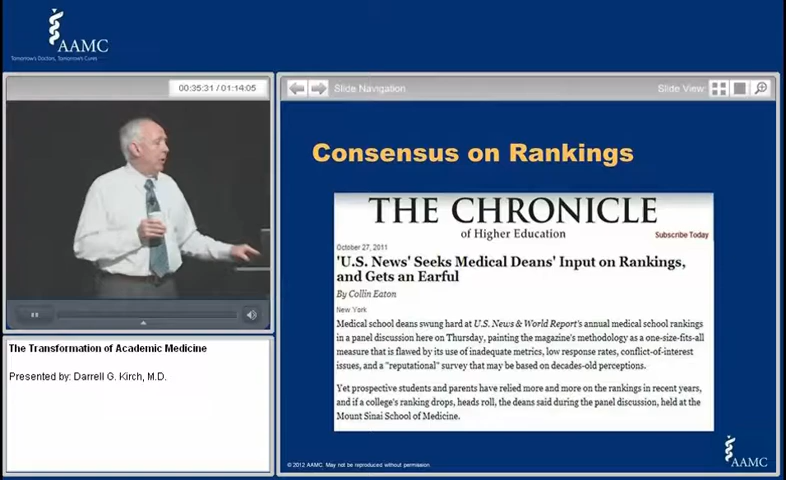 AAMC
Tomorrow's Doctors, Tomorrow's Cures
00:35:31 / 01:14:05
Slide Navigation
Slide View:
Consensus on Rankings
THE CHRONICLE
of Higher Education
Subscribe Today
October 27, 2011
'U.S. News' Seeks Medical Deans' Input on Rankings,
and Gets an Earful
By Collin Eaton
New York
Medical school deans swung hard at U.S. News & World Report's annual medical school rankings
in a panel discussion here on Thursday, painting the magazine's methodology as a one-size-fits-all
measure that is flawed by its use of inadequate metrics, low response rates, conflict-of-interest
issues, and a "reputational" survey that may be based on decades-old perceptions.
Yet prospective students and parents have relied more and more on the rankings in recent years,
and if a college's ranking drops, heads roll, the deans said during the panel discussion, held at the
Mount Sinai School of Medicine.
The Transformation of Academic Medicine
Presented by: Darrell G. Kirch, M.D.
© 2012 AAMC. May not be reproduced without permission.
AAMC